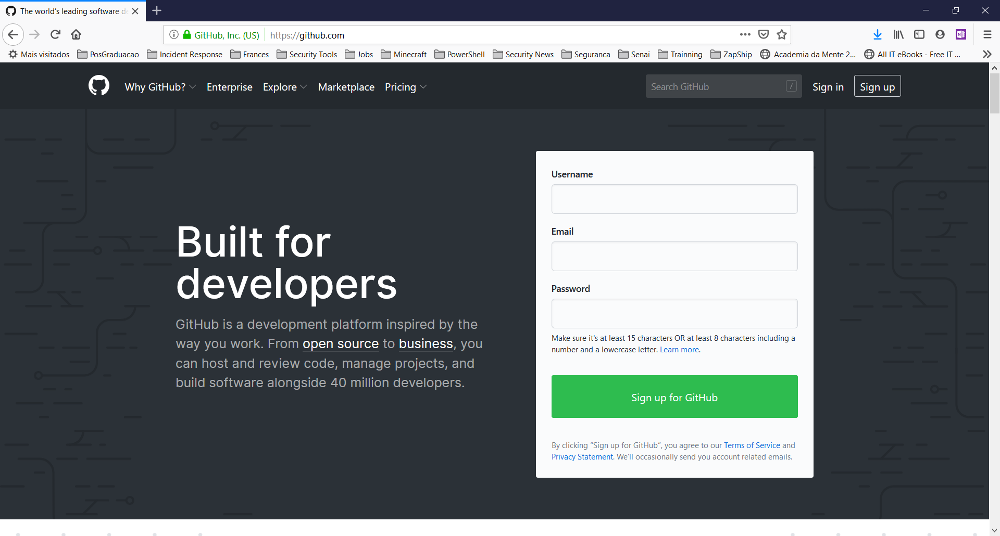 The world's leading software d
GitHub, Inc. (US) https://github.com
Mais visitados PosGraduacao Incident Response Frances Security Tools Jobs Minecraft PowerShell Security News Seguranca Senai Trainning ZapShip Academia da Mente 2... All IT eBooks - Free IT ...
Why GitHub? Enterprise Explore Marketplace Pricing Search GitHub / Sign in Sign up
Built for
developers
GitHub is a development platform inspired by the
way you work. From open source to business, you
can host and review code, manage projects, and
build software alongside 40 million developers.
Username
Email
Password
Make sure it's at least 15 characters OR at least 8 characters including a
number and a lowercase letter. Learn more.
Sign up for GitHub
By clicking “Sign up for GitHub”, you agree to our Terms of Service and
Privacy Statement. We’ll occasionally send you account related emails.